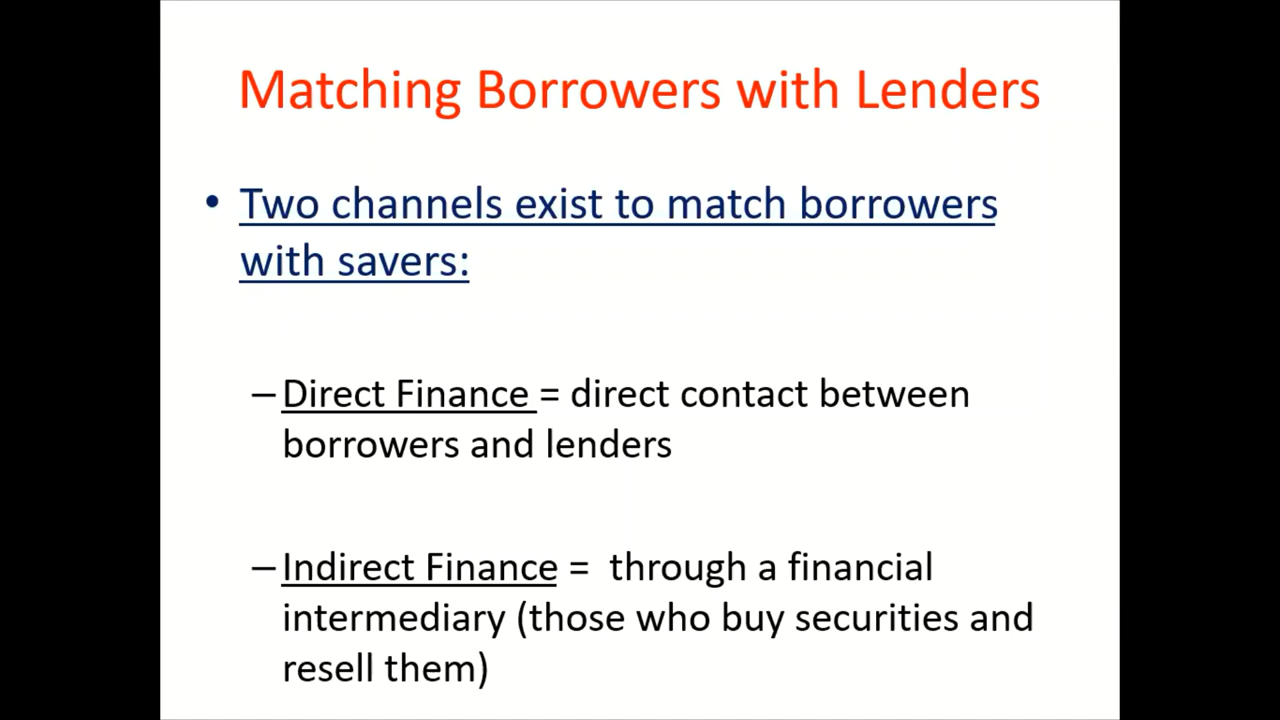 Matching Borrowers with Lenders
• Two channels exist to match borrowers
with savers:
– Direct Finance = direct contact between
borrowers and lenders
– Indirect Finance = through a financial
intermediary (those who buy securities and
resell them)